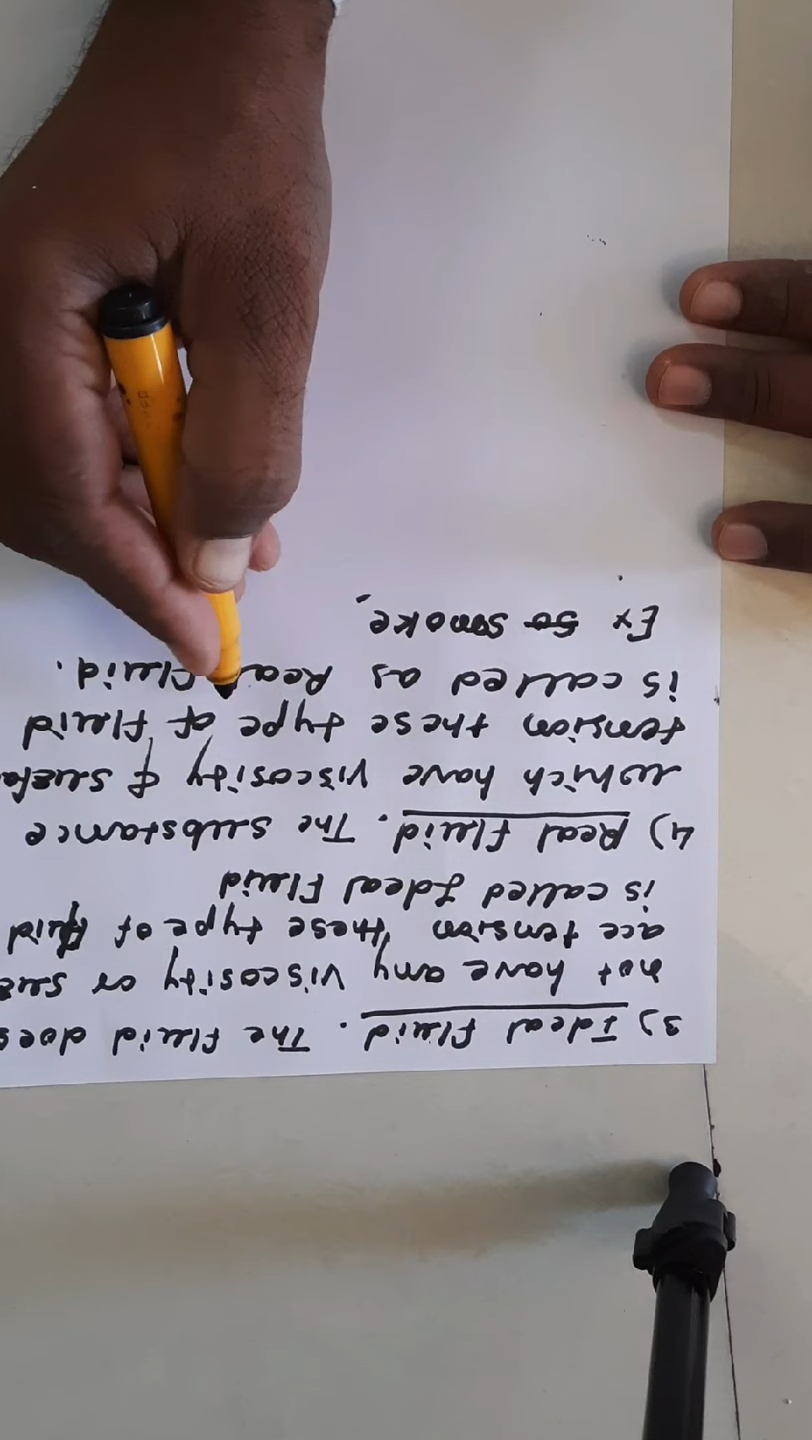 3) Ideal fluid. The fluid does
not have any viscosity or
ace tension these type of fluid
is called Ideal Fluid
4) Real fluid. The substance
which have viscosity &
tension these type of fluid
is called as Real Fluid.
Ex so smoke,